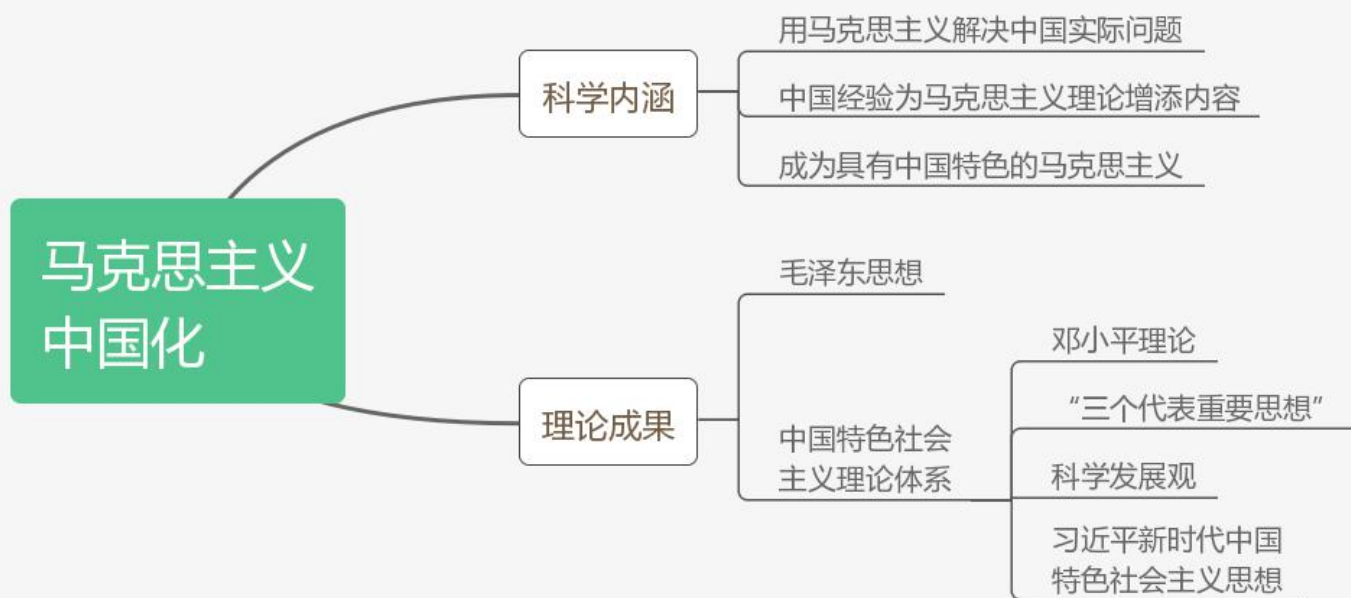 马克思主义
中国化
科学内涵
用马克思主义解决中国实际问题
中国经验为马克思主义理论增添内容
成为具有中国特色的马克思主义
理论成果
毛泽东思想
中国特色社会
主义理论体系
邓小平理论
“三个代表重要思想”
科学发展观
习近平新时代中国
特色社会主义思想